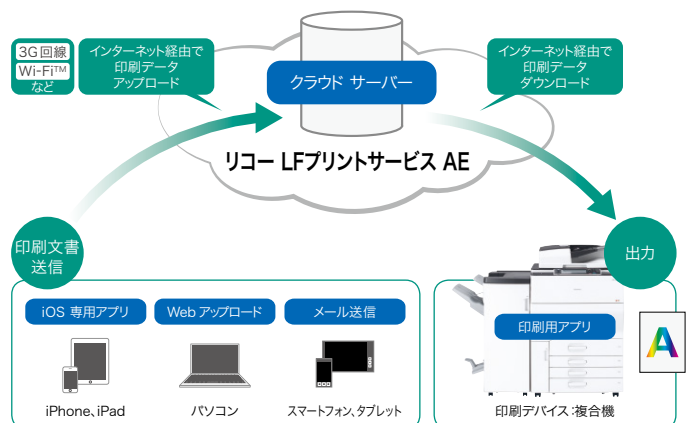 3G回線
Wi-Fi™
など
インターネット経由で
印刷データ
アップロード
クラウド サーバー
インターネット経由で
印刷データ
ダウンロード
リコー LFプリントサービス AE
印刷文書
送信
出力
iOS 専用アプリ
Web アップロード
メール送信
印刷用アプリ
A
iPhone、iPad
パソコン
スマートフォン、タブレット
印刷デバイス：複合機